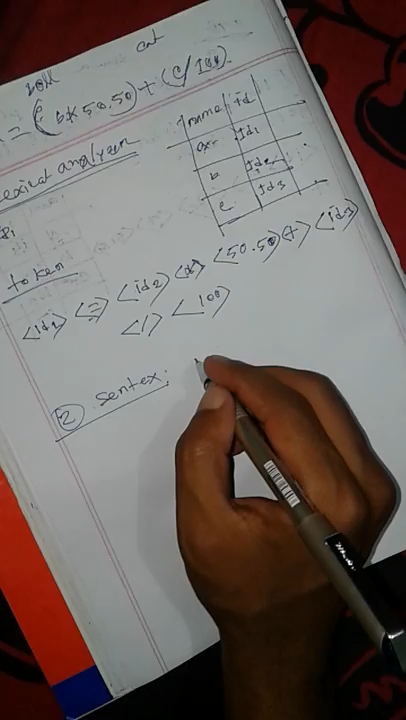 cat
= (b*50.50) + (c/100).
lexical analyzer
name id
a Id1
b Id2
c Id3
token
<id1> <=> <id2> <*> <50.50> <+> <id3>
</> <100>
2 sentex: